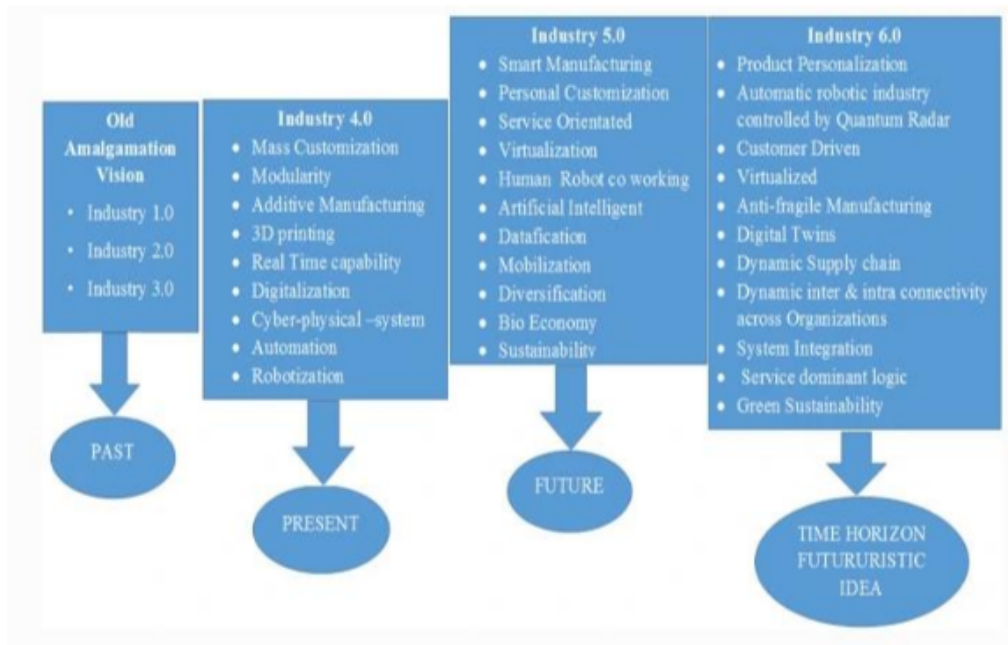 Old
Amalgamation
Vision
• Industry 1.0
• Industry 2.0
• Industry 3.0
PAST
Industry 4.0
• Mass Customization
• Modularity
• Additive Manufacturing
• 3D printing
• Real Time capability
• Digitalization
• Cyber-physical –system
• Automation
• Robotization
PRESENT
Industry 5.0
• Smart Manufacturing
• Personal Customization
• Service Orientated
• Virtualization
• Human Robot co working
• Artificial Intelligent
• Datafication
• Mobilization
• Diversification
• Bio Economy
• Sustainability
FUTURE
Industry 6.0
• Product Personalization
• Automatic robotic industry
controlled by Quantum Radar
• Customer Driven
• Virtualized
• Anti-fragile Manufacturing
• Digital Twins
• Dynamic Supply chain
• Dynamic inter & intra connectivity
across Organizations
• System Integration
• Service dominant logic
• Green Sustainability
TIME HORIZON
FUTURURISTIC
IDEA